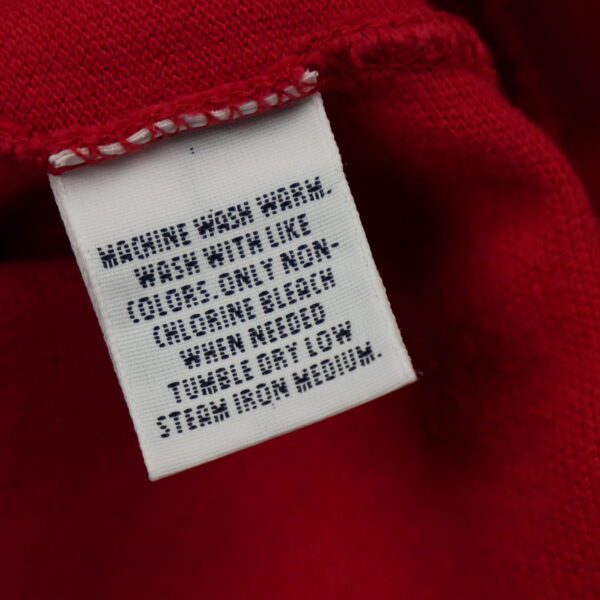 MACHINE WASH WARM.
WASH WITH LIKE
COLORS. ONLY NON-
CHLORINE BLEACH
WHEN NEEDED
TUMBLE DRY LOW
STEAM IRON MEDIUM.